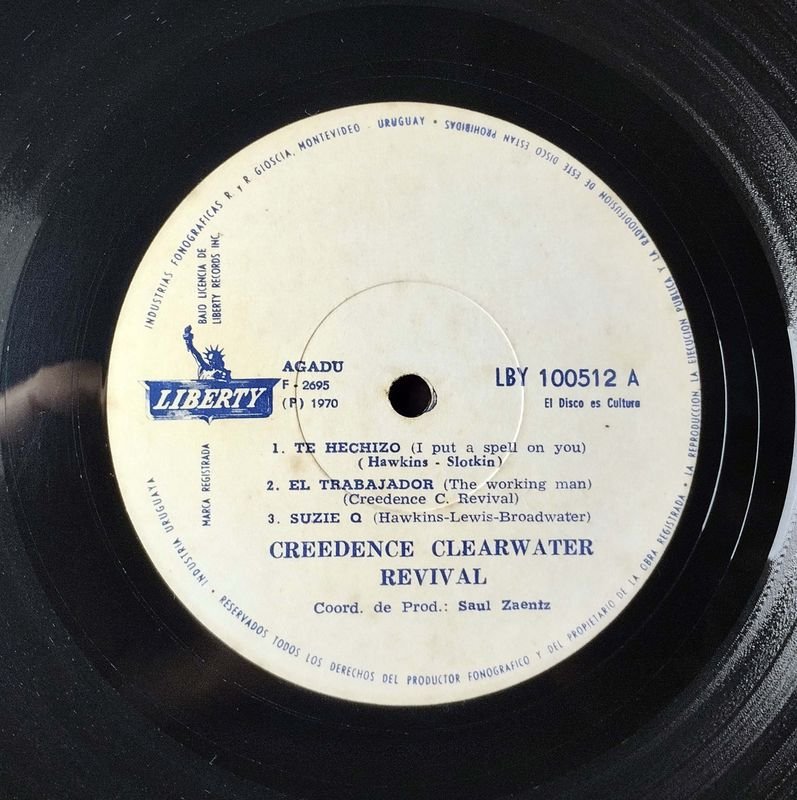 INDUSTRIAS FONOGRAFICAS R. y R. GIOSCIA, MONTEVIDEO - URUGUAY • LA REPRODUCCION, LA EJECUCION PUBLICA Y LA RADIODIFUSION DE ESTE DISCO ESTAN PROHIBIDAS
BAJO LICENCIA DE
LIBERTY RECORDS INC.
LIBERTY
MARCA REGISTRADA
AGADU
F - 2695
(P) 1970
LBY 100512 A
El Disco es Cultura
1. TE HECHIZO (I put a spell on you)
(Hawkins - Slotkin)
2. EL TRABAJADOR (The working man)
(Creedence C. Revival)
3. SUZIE Q (Hawkins-Lewis-Broadwater)
CREEDENCE CLEARWATER
REVIVAL
Coord. de Prod.: Saul Zaentz
INDUSTRIA URUGUAYA • RESERVADOS TODOS LOS DERECHOS DEL PRODUCTOR FONOGRAFICO Y DEL PROPIETARIO DE LA OBRA REGISTRADA •